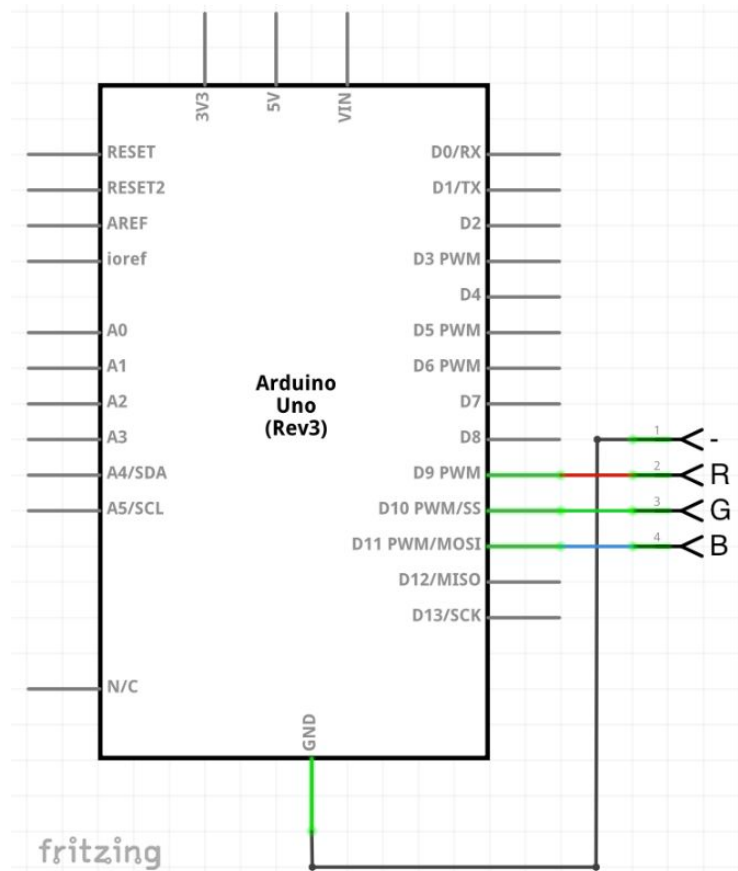 3V3
5V
VIN
RESET
D0/RX
RESET2
D1/TX
AREF
D2
ioref
D3 PWM
D4
A0
D5 PWM
A1
D6 PWM
Arduino
Uno
(Rev3)
A2
D7
A3
D8
1
-
A4/SDA
D9 PWM
2
R
A5/SCL
D10 PWM/SS
3
G
D11 PWM/MOSI
4
B
D12/MISO
D13/SCK
N/C
GND
fritzing